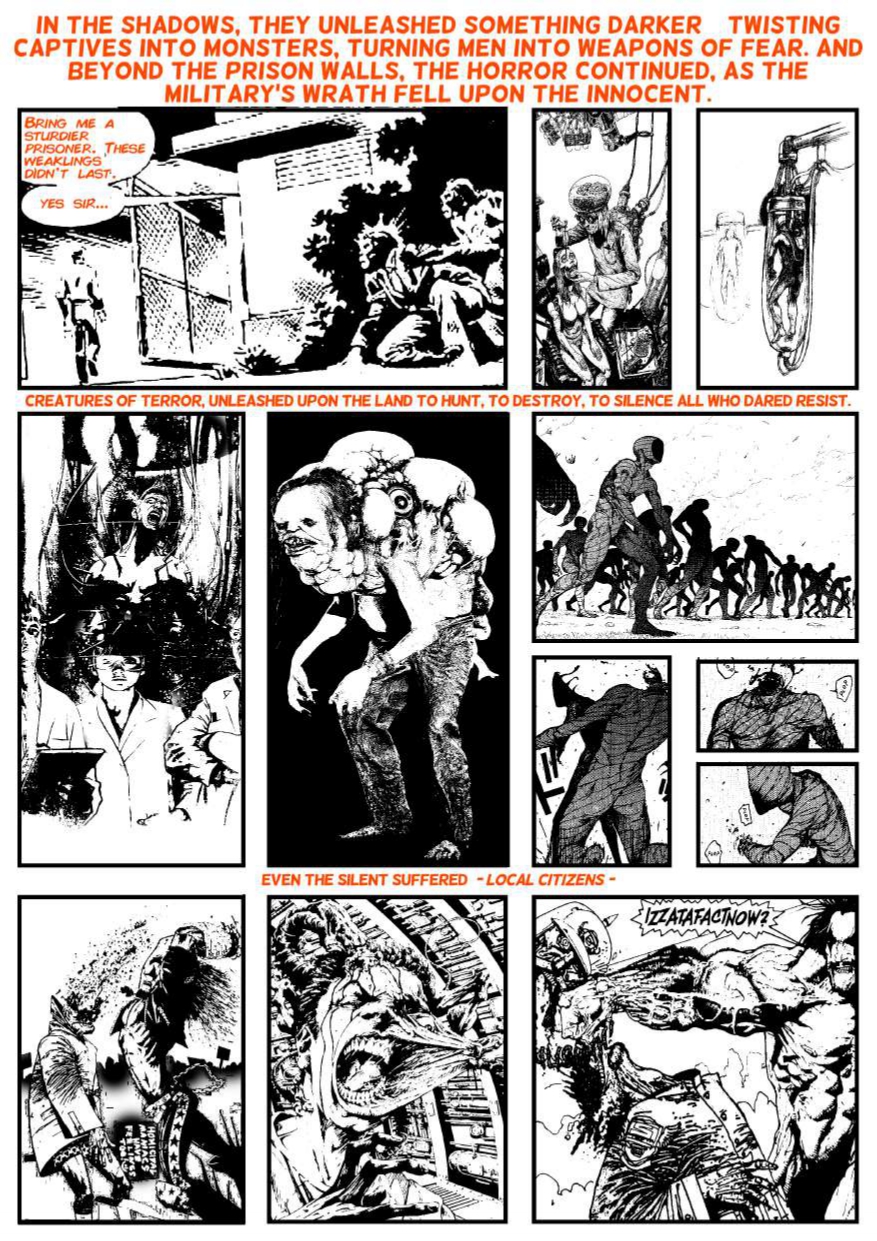 IN THE SHADOWS, THEY UNLEASHED SOMETHING DARKER TWISTING
CAPTIVES INTO MONSTERS, TURNING MEN INTO WEAPONS OF FEAR. AND
BEYOND THE PRISON WALLS, THE HORROR CONTINUED, AS THE
MILITARY'S WRATH FELL UPON THE INNOCENT.
BRING ME A
STURDIER
PRISONER. THESE
WEAKLINGS
DIDN'T LAST.
YES SIR...
CREATURES OF TERROR, UNLEASHED UPON THE LAND TO HUNT, TO DESTROY, TO SILENCE ALL WHO DARED RESIST.
EVEN THE SILENT SUFFERED - LOCAL CITIZENS -
IZZATAFACTNOW?